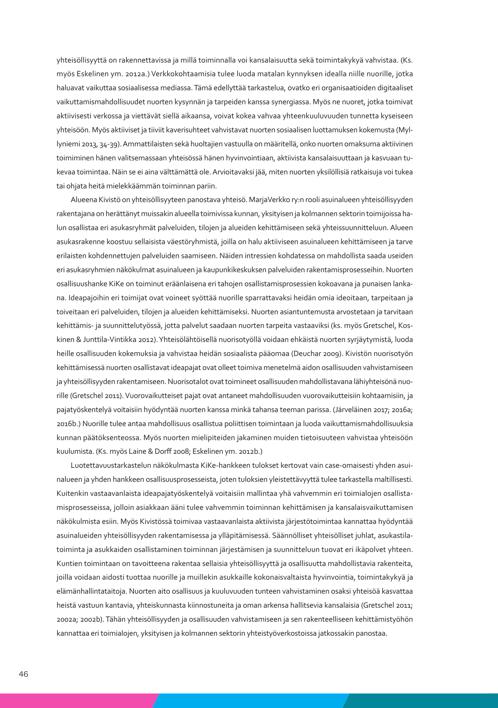 yhteisöllisyyttä on rakennettavissa ja millä toiminnalla voi kansalaisuutta sekä toimintakykyä vahvistaa. (Ks.
myös Eskelinen ym. 2012a.) Verkkokohtaamisia tulee luoda matalan kynnyksen idealla niille nuorille, jotka
haluavat vaikuttaa sosiaalisessa mediassa. Tämä edellyttää tarkastelua, ovatko eri organisaatioiden digitaaliset
vaikuttamismahdollisuudet nuorten kysynnän ja tarpeiden kanssa synergiassa. Myös ne nuoret, jotka toimivat
aktiivisesti verkossa ja viettävät siellä aikaansa, voivat kokea vahvaa yhteenkuuluvuuden tunnetta kyseiseen
yhteisöön. Myös aktiiviset ja tiiviit kaverisuhteet vahvistavat nuorten sosiaalisen luottamuksen kokemusta (Myl-
lyniemi 2013, 34-39). Ammattilaisten sekä huoltajien vastuulla on määritellä, onko nuorten omaksuma aktiivinen
toimiminen hänen valitsemassaan yhteisössä hänen hyvinvointiaan, aktiivista kansalaisuuttaan ja kasvuaan tu-
kevaa toimintaa. Näin se ei aina välttämättä ole. Arvioitavaksi jää, miten nuorten yksilöllisiä ratkaisuja voi tukea
tai ohjata heitä mielekkäämmän toiminnan pariin.
Alueena Kivistö on yhteisöllisyyteen panostava yhteisö. MarjaVerkko ry:n rooli asuinalueen yhteisöllisyyden
rakentajana on herättänyt muissakin alueella toimivissa kunnan, yksityisen ja kolmannen sektorin toimijoissa ha-
lun osallistaa eri asukasryhmät palveluiden, tilojen ja alueiden kehittämiseen sekä yhteissuunnitteluun. Alueen
asukasrakenne koostuu sellaisista väestöryhmistä, joilla on halu aktiiviseen asuinalueen kehittämiseen ja tarve
erilaisten kohdennettujen palveluiden saamiseen. Näiden intressien kohdatessa on mahdollista saada useiden
eri asukasryhmien näkökulmat asuinalueen ja kaupunkikeskuksen palveluiden rakentamisprosesseihin. Nuorten
osallisuushanke KiKe on toiminut eräänlaisena eri tahojen osallistamisprosessien kokoavana ja punaisen lanka-
na. Ideapajoihin eri toimijat ovat voineet syöttää nuorille sparrattavaksi heidän omia ideoitaan, tarpeitaan ja
toiveitaan eri palveluiden, tilojen ja alueiden kehittämiseksi. Nuorten asiantuntemusta arvostetaan ja tarvitaan
kehittämis- ja suunnittelutyössä, jotta palvelut saadaan nuorten tarpeita vastaaviksi (ks. myös Gretschel, Kos-
kinen & Junttila-Vintikka 2012). Yhteisölähtöisellä nuorisotyöllä voidaan ehkäistä nuorten syrjäytymistä, luoda
heille osallisuuden kokemuksia ja vahvistaa heidän sosiaalista pääomaa (Deuchar 2009). Kivistön nuorisotyön
kehittämisessä nuorten osallistavat ideapajat ovat olleet toimiva menetelmä aidon osallisuuden vahvistamiseen
ja yhteisöllisyyden rakentamiseen. Nuorisotalot ovat toimineet osallisuuden mahdollistavana lähiyhteisönä nuo-
rille (Gretschel 2011). Vuorovaikutteiset pajat ovat antaneet mahdollisuuden vuorovaikutteisiin kohtaamisiin, ja
pajatyöskentelyä voitaisiin hyödyntää nuorten kanssa minkä tahansa teeman parissa. (Järveläinen 2017; 2016a;
2016b.) Nuorille tulee antaa mahdollisuus osallistua poliittisen toimintaan ja luoda vaikuttamismahdollisuuksia
kunnan päätöksenteossa. Myös nuorten mielipiteiden jakaminen muiden tietoisuuteen vahvistaa yhteisöön
kuulumista. (Ks. myös Laine & Dorff 2008; Eskelinen ym. 2012b.)
Luotettavuustarkastelun näkökulmasta KiKe-hankkeen tulokset kertovat vain case-omaisesti yhden asui-
nalueen ja yhden hankkeen osallisuusprosesseista, joten tuloksien yleistettävyyttä tulee tarkastella maltillisesti.
Kuitenkin vastaavanlaista ideapajatyöskentelyä voitaisiin mallintaa yhä vahvemmin eri toimialojen osallista-
misprosesseissa, jolloin asiakkaan ääni tulee vahvemmin toiminnan kehittämisen ja kansalaisvaikuttamisen
näkökulmista esiin. Myös Kivistössä toimivaa vastaavanlaista aktiivista järjestötoimintaa kannattaa hyödyntää
asuinalueiden yhteisöllisyyden rakentamisessa ja ylläpitämisessä. Säännölliset yhteisölliset juhlat, asukastila-
toiminta ja asukkaiden osallistaminen toiminnan järjestämisen ja suunnitteluun tuovat eri ikäpolvet yhteen.
Kuntien toimintaan on tavoitteena rakentaa sellaisia yhteisöllisyyttä ja osallisuutta mahdollistavia rakenteita,
joilla voidaan aidosti tuottaa nuorille ja muillekin asukkaille kokonaisvaltaista hyvinvointia, toimintakykyä ja
elämänhallintataitoja. Nuorten aito osallisuus ja kuuluvuuden tunteen vahvistaminen osaksi yhteisöä kasvattaa
heistä vastuun kantavia, yhteiskunnasta kiinnostuneita ja oman arkensa hallitsevia kansalaisia (Gretschel 2011;
2002a; 2002b). Tähän yhteisöllisyyden ja osallisuuden vahvistamiseen ja sen rakenteelliseen kehittämistyöhön
kannattaa eri toimialojen, yksityisen ja kolmannen sektorin yhteistyöverkostoissa jatkossakin panostaa.
46